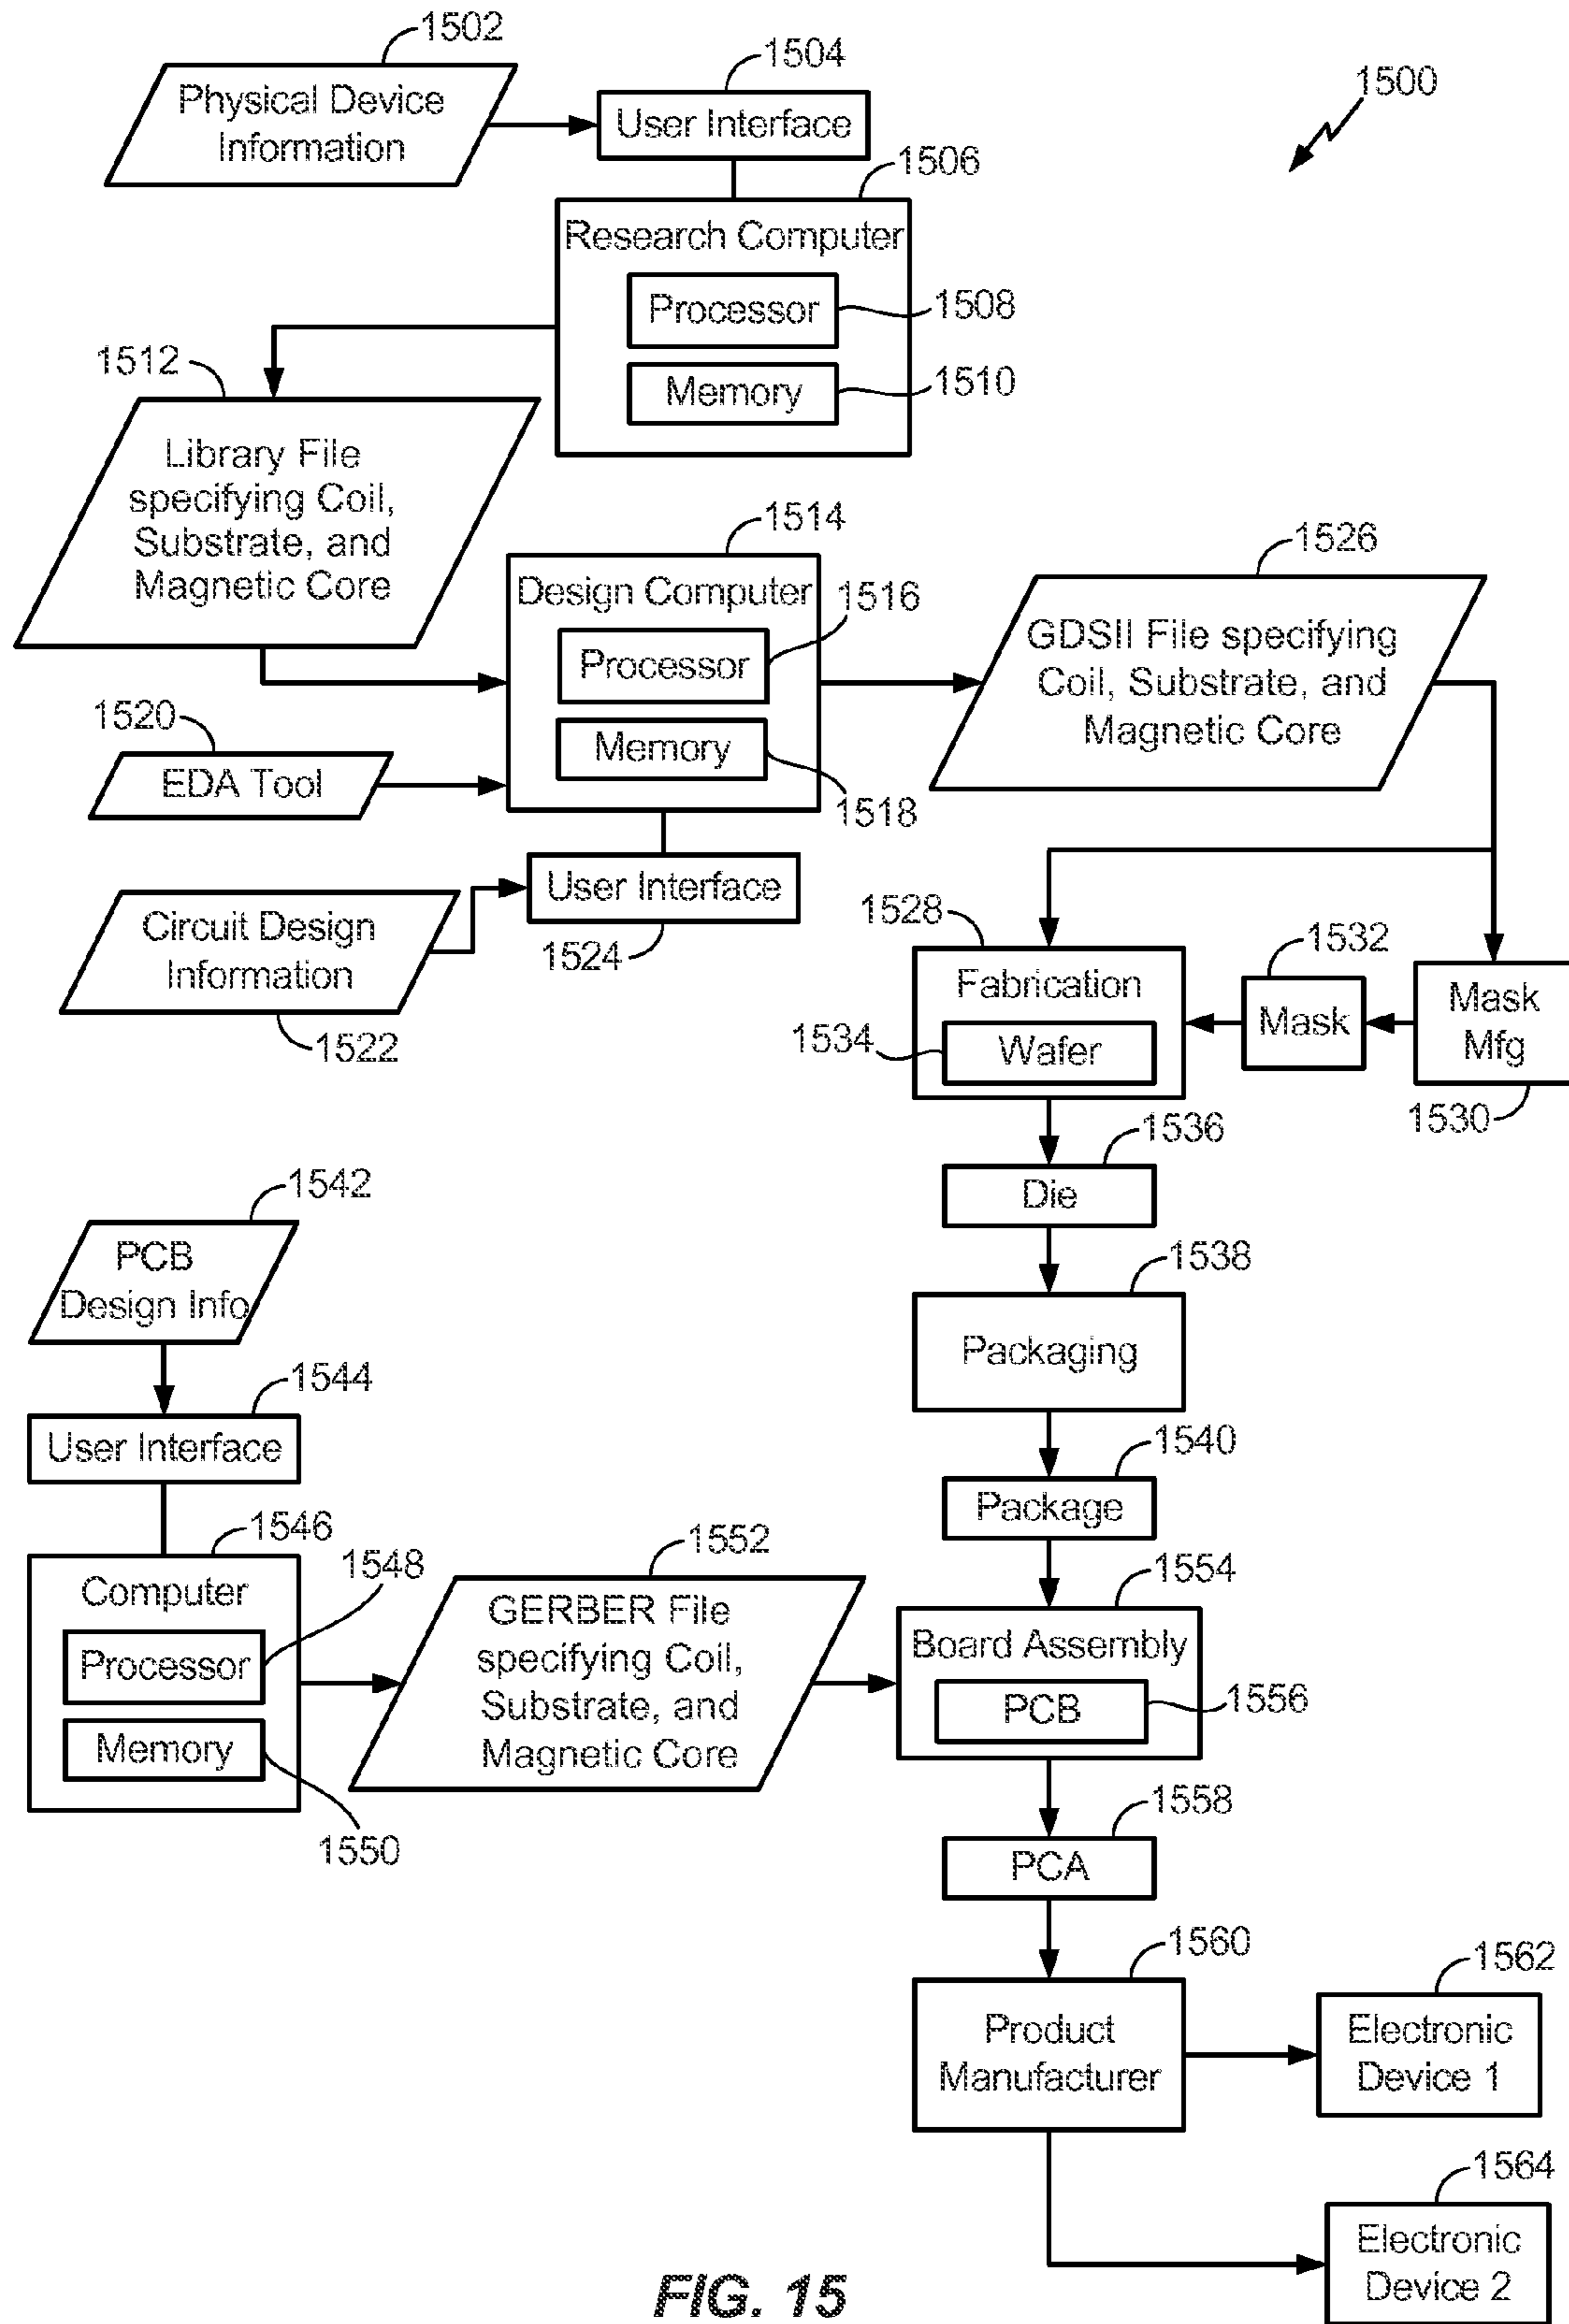 1502
Physical Device
Information
1504
User Interface
1500
1506
Research Computer
Processor
1508
Memory
1510
1512
Library File
specifying Coil,
Substrate, and
Magnetic Core
1514
Design Computer
1516
Processor
Memory
1518
1520
EDA Tool
1526
GDSII File specifying
Coil, Substrate, and
Magnetic Core
User Interface
1524
Circuit Design
Information
1522
1528
Fabrication
1534
Wafer
1532
Mask
Mask
Mfg
1530
1536
Die
1538
Packaging
1540
Package
1542
PCB
Design Info
1544
User Interface
1546
Computer
1548
Processor
Memory
1550
1552
GERBER File
specifying Coil,
Substrate, and
Magnetic Core
1554
Board Assembly
PCB
1556
1558
PCA
1560
Product
Manufacturer
1562
Electronic
Device 1
1564
Electronic
Device 2
FIG. 15